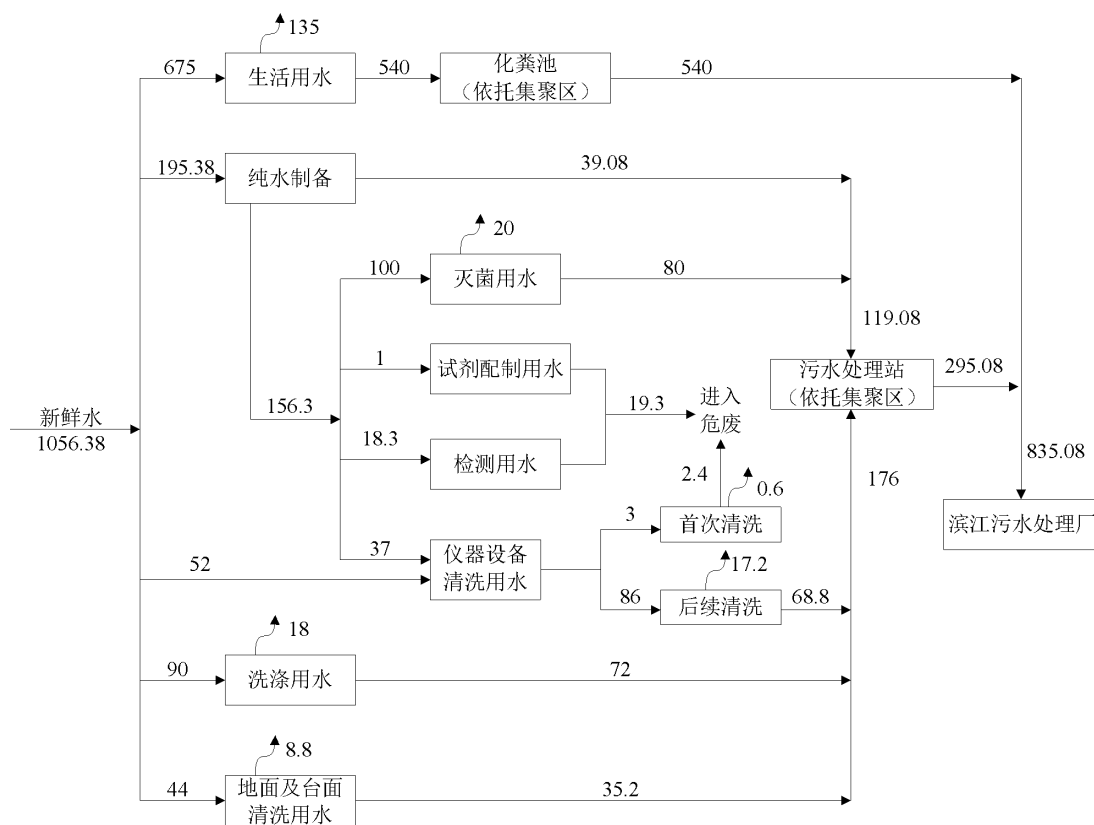 135
675
生活用水
540
化粪池
（依托集聚区）
540
195.38
纯水制备
39.08
20
100
灭菌用水
80
119.08
1
试剂配制用水
污水处理站
（依托集聚区）
295.08
新鲜水
1056.38
156.3
19.3
进入
危废
18.3
检测用水
2.4
0.6
176
835.08
3
首次清洗
滨江污水处理厂
37
52
仪器设备
清洗用水
17.2
86
后续清洗
68.8
18
90
洗涤用水
72
8.8
44
地面及台面
清洗用水
35.2